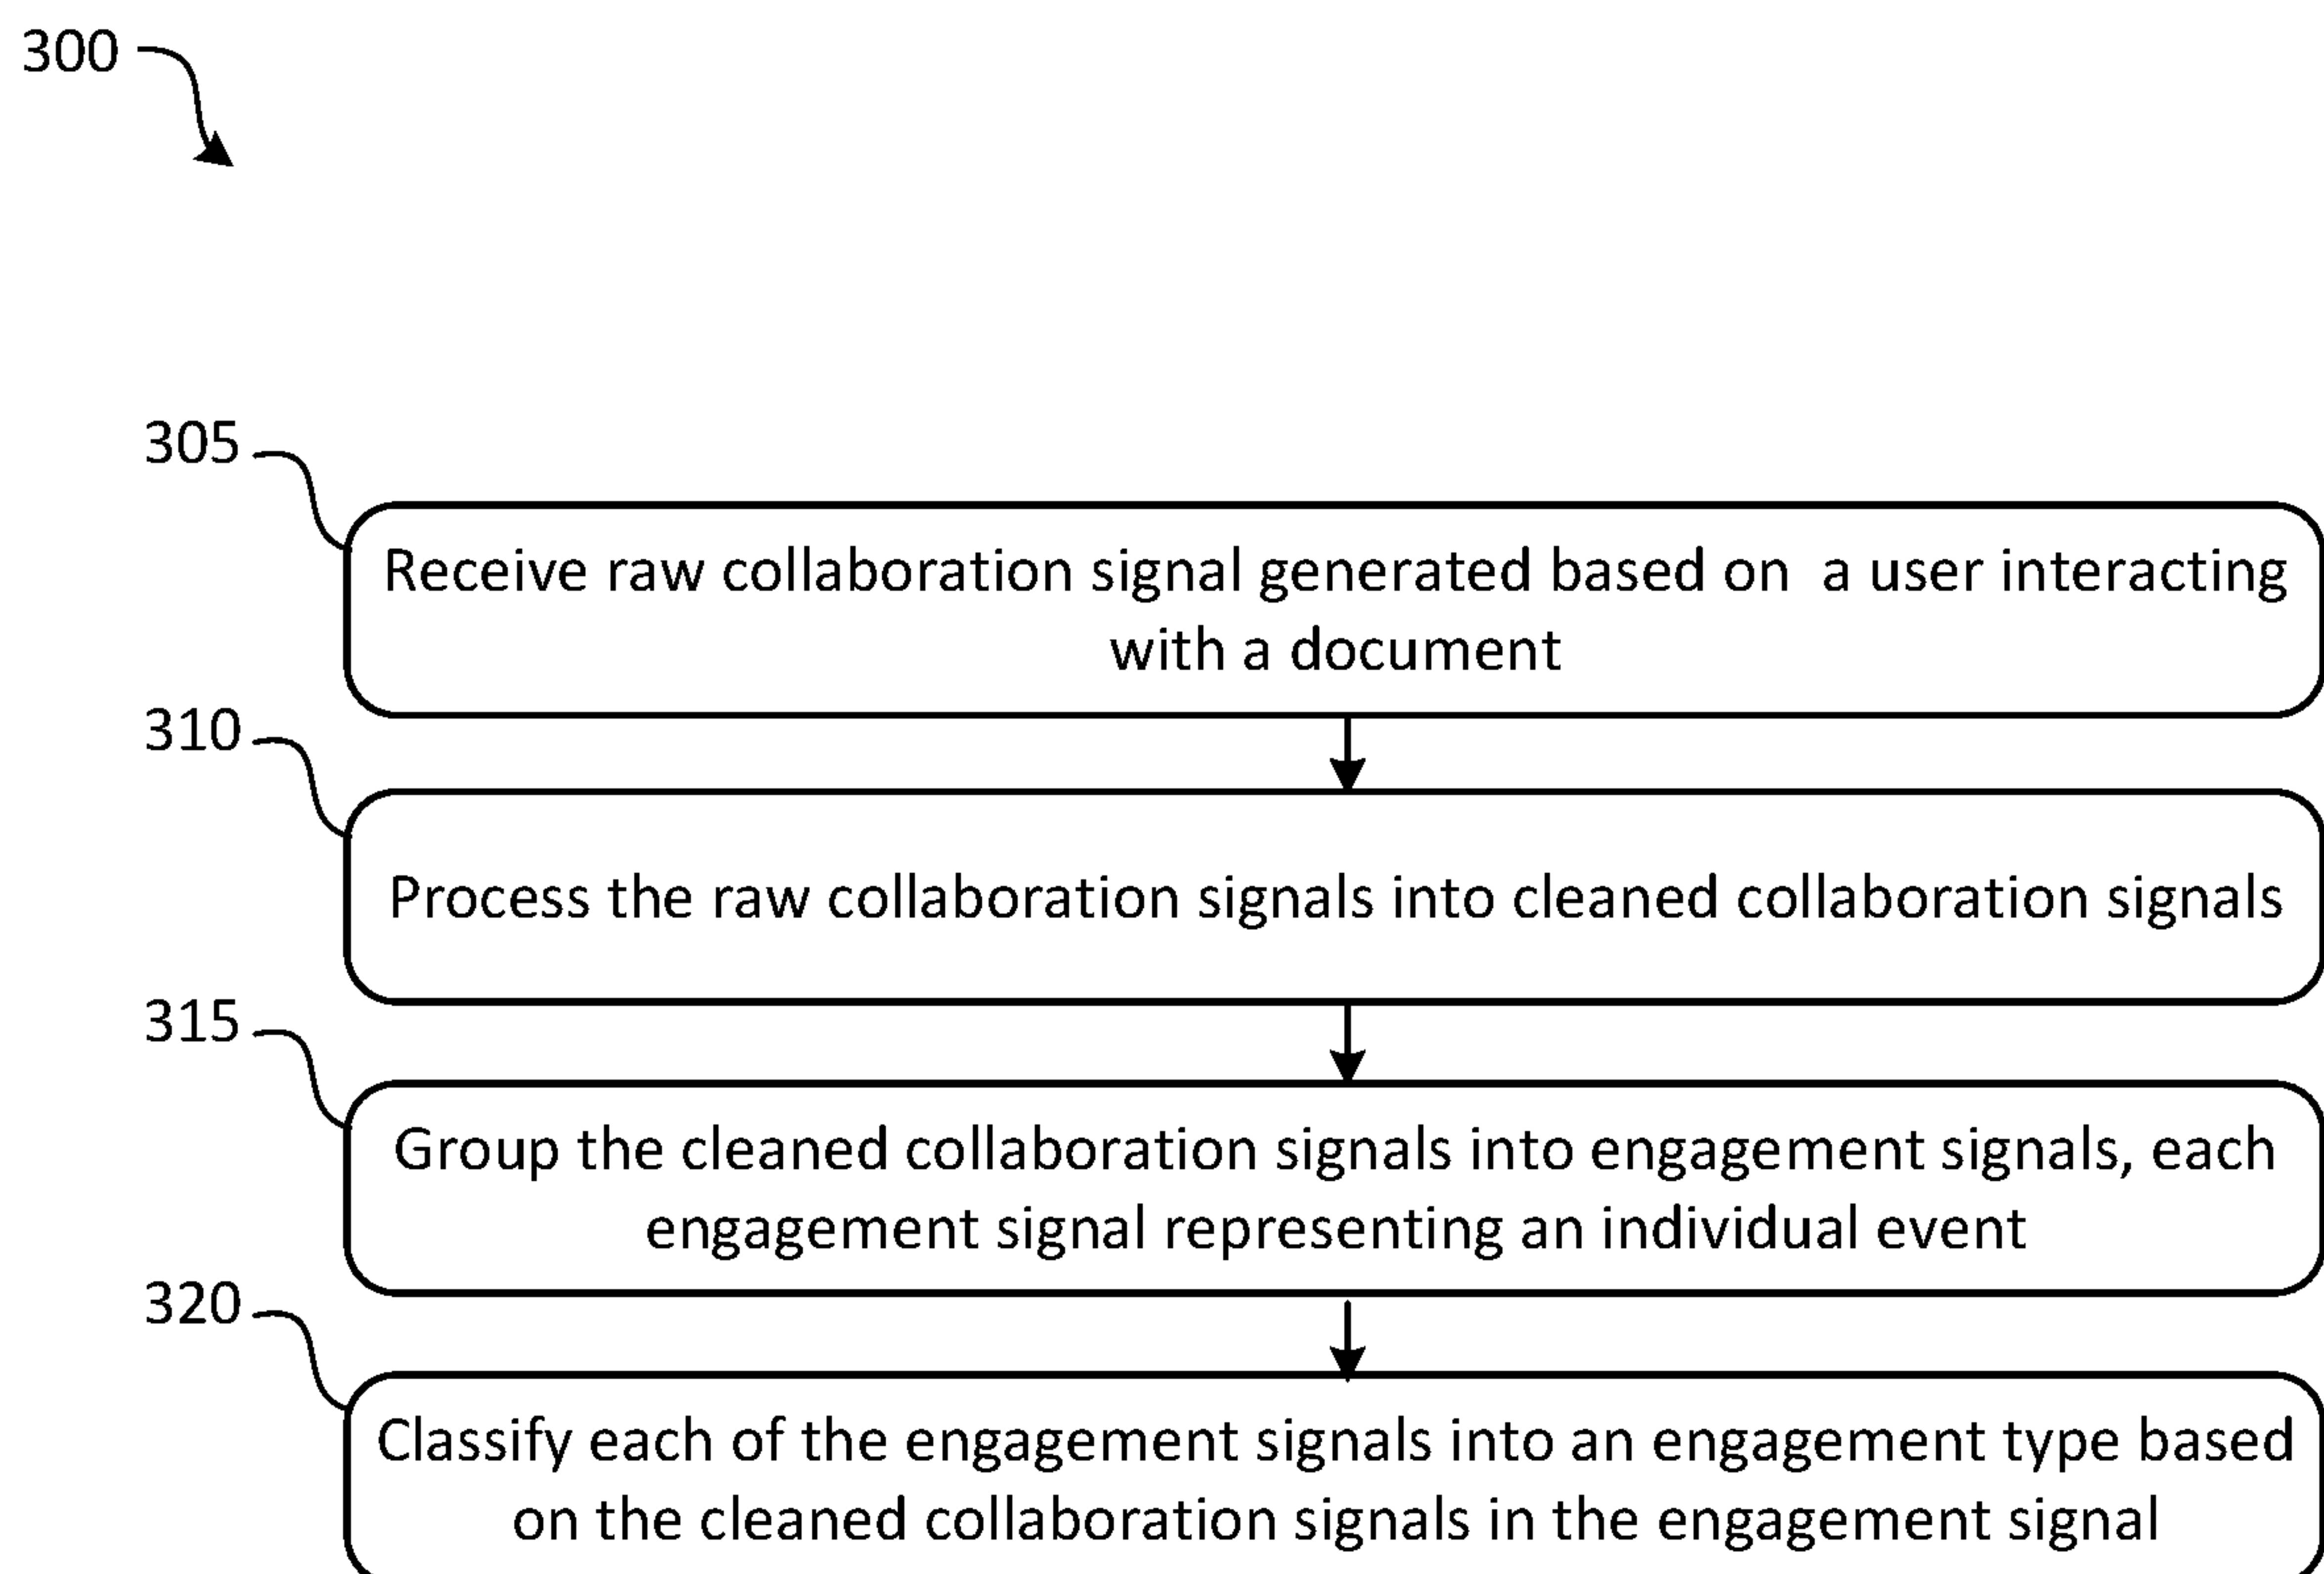 300
305
Receive raw collaboration signal generated based on  a user interacting
with a document
310
Process the raw collaboration signals into cleaned collaboration signals
315
Group the cleaned collaboration signals into engagement signals, each
engagement signal representing an individual event
320
Classify each of the engagement signals into an engagement type based
on the cleaned collaboration signals in the engagement signal